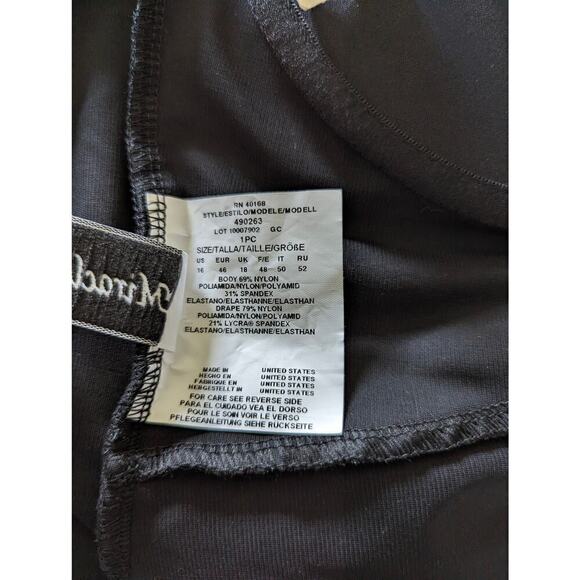 Miracl
RN 40168
STYLE/ESTILO/MODELE/MODELL
490263
LOT 10007902 GC
1PC
SIZE/TALLA/TAILLE/GRÖßE
US EUR UK F/E IT RU
16 46 18 48 50 52
BODY 69% NYLON
POLIAMIDA/NYLON/POLYAMID
31% SPANDEX
ELASTANO/ELASTHANNE/ELASTHAN
DRAPE 79% NYLON
POLIAMIDA/NYLON/POLYAMID
21% LYCRA® SPANDEX
ELASTANO/ELASTHANNE/ELASTHAN
MADE IN UNITED STATES
HECHO EN UNITED STATES
FABRIQUE EN UNITED STATES
HERGESTELLT IN UNITED STATES
FOR CARE SEE REVERSE SIDE
PARA EL CUIDADO VEA EL DORSO
POUR LE SOIN VOIR LE VERSO
PFLEGEANLEITUNG SIEHE RUCKSEITE